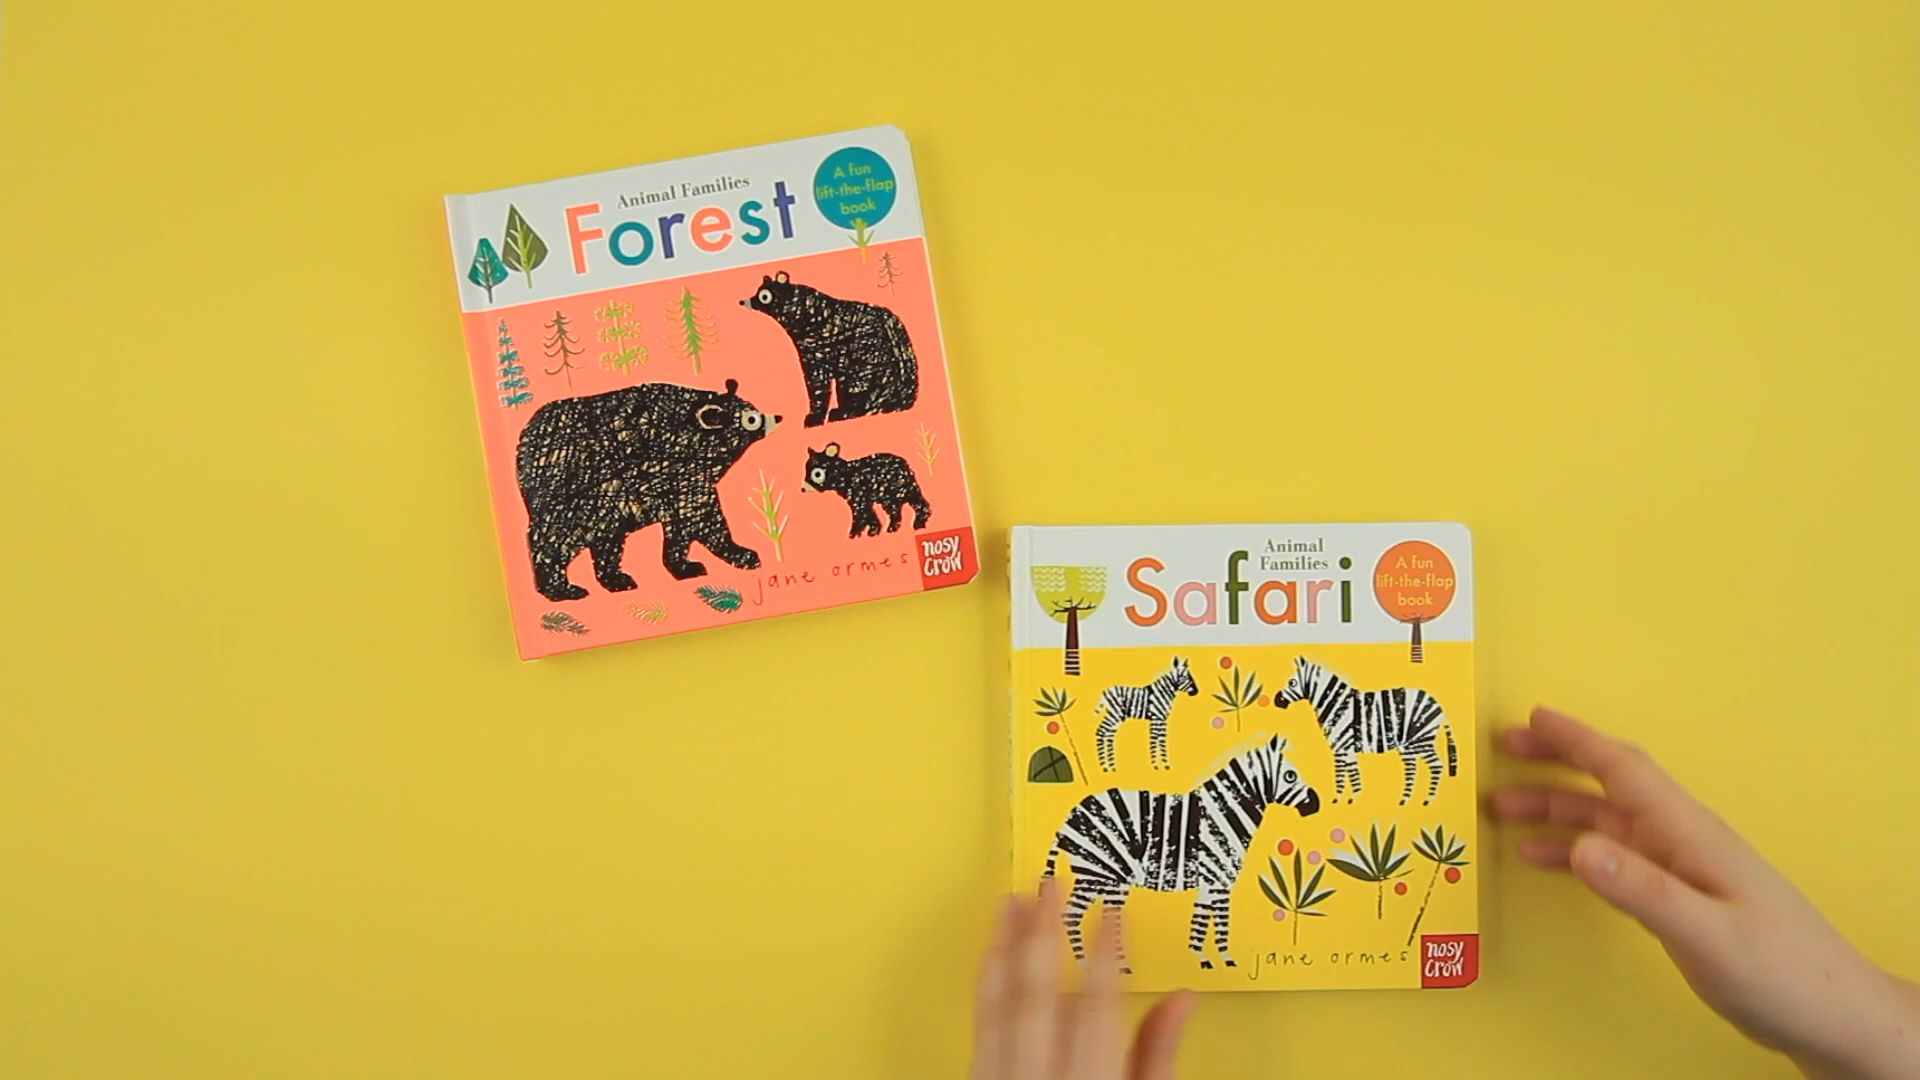 Animal Families
Forest
A fun
lift-the-flap
book
jane ormes
nosy
crow
Animal
Families
Safari
A fun
lift-the-flap
book
jane ormes
nosy
crow